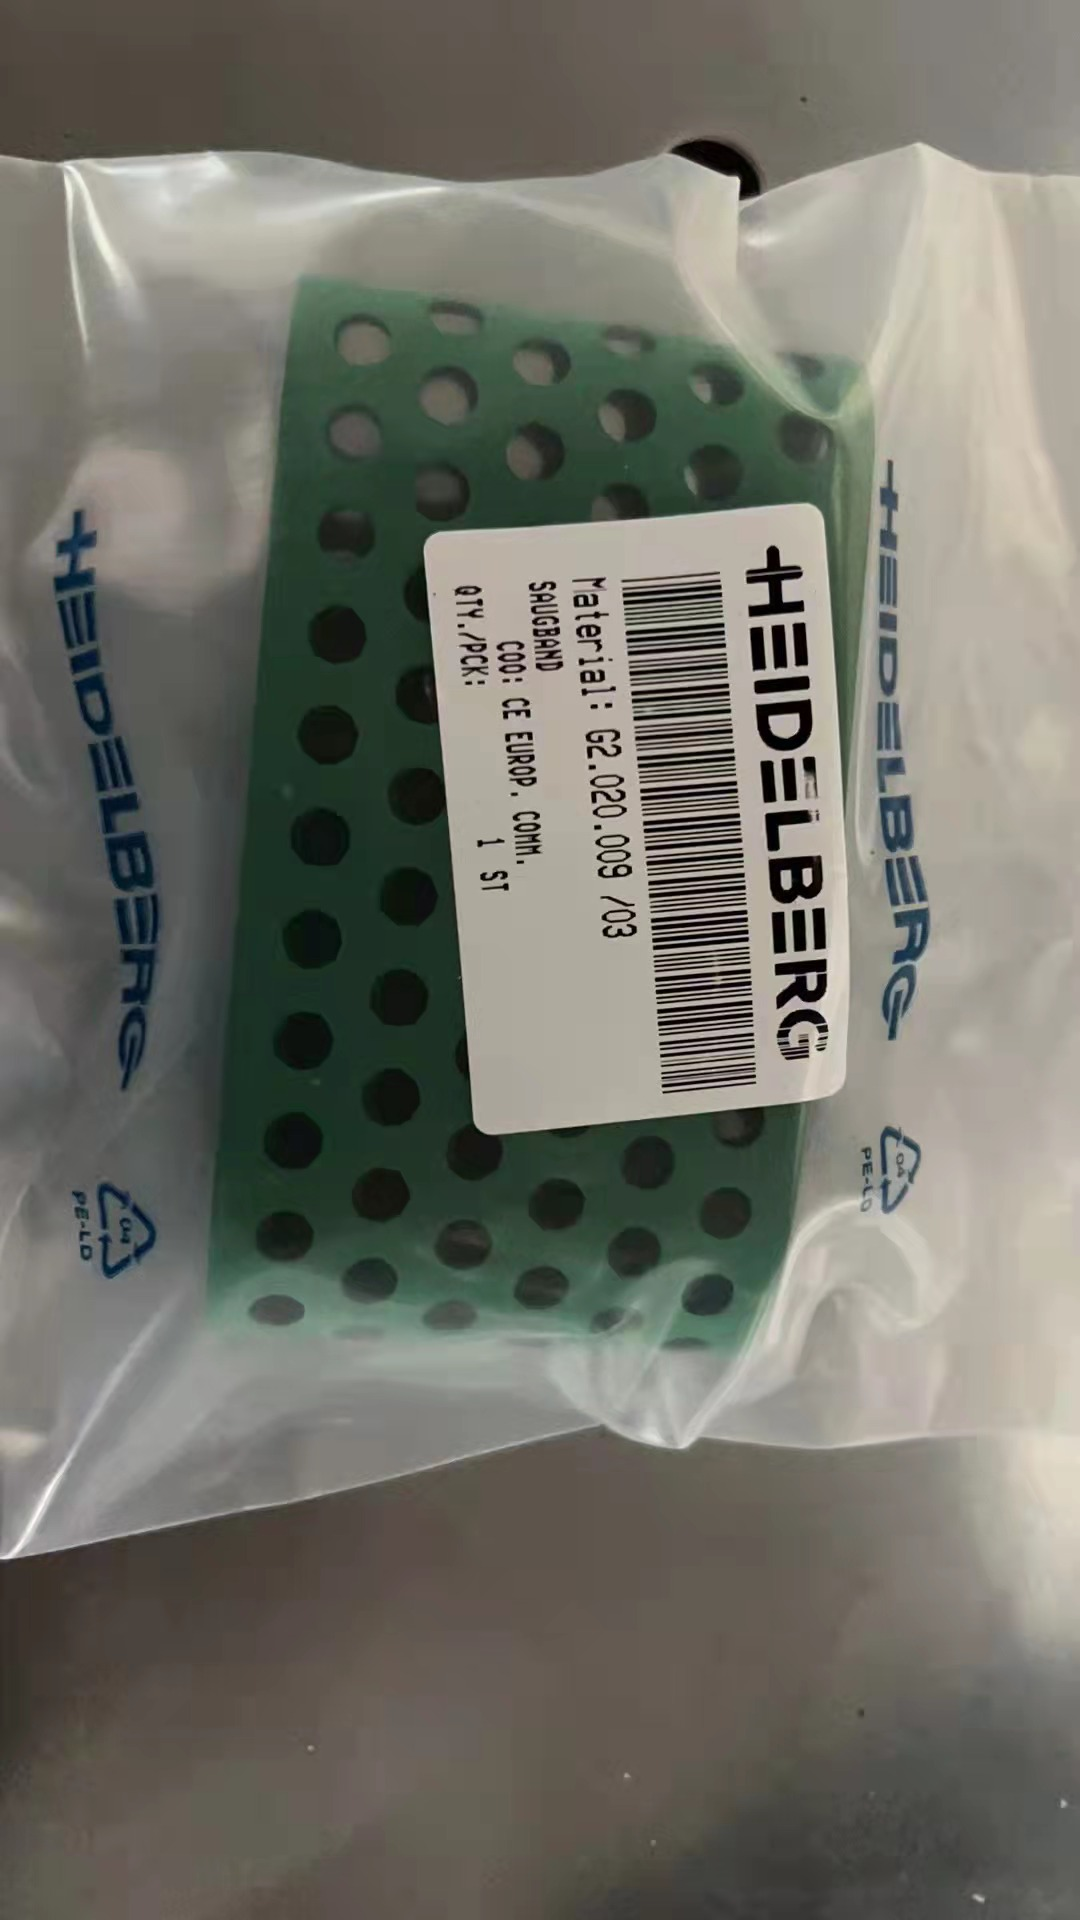 HEIDELBERG
Material: G2.020.009 /03
SAUGBAND
COO: CE EUROP. COMM.
QTY./PCK: 1 ST
HEIDELBERG
04
PE-LD
HEIDELBERG
04
PE-LD